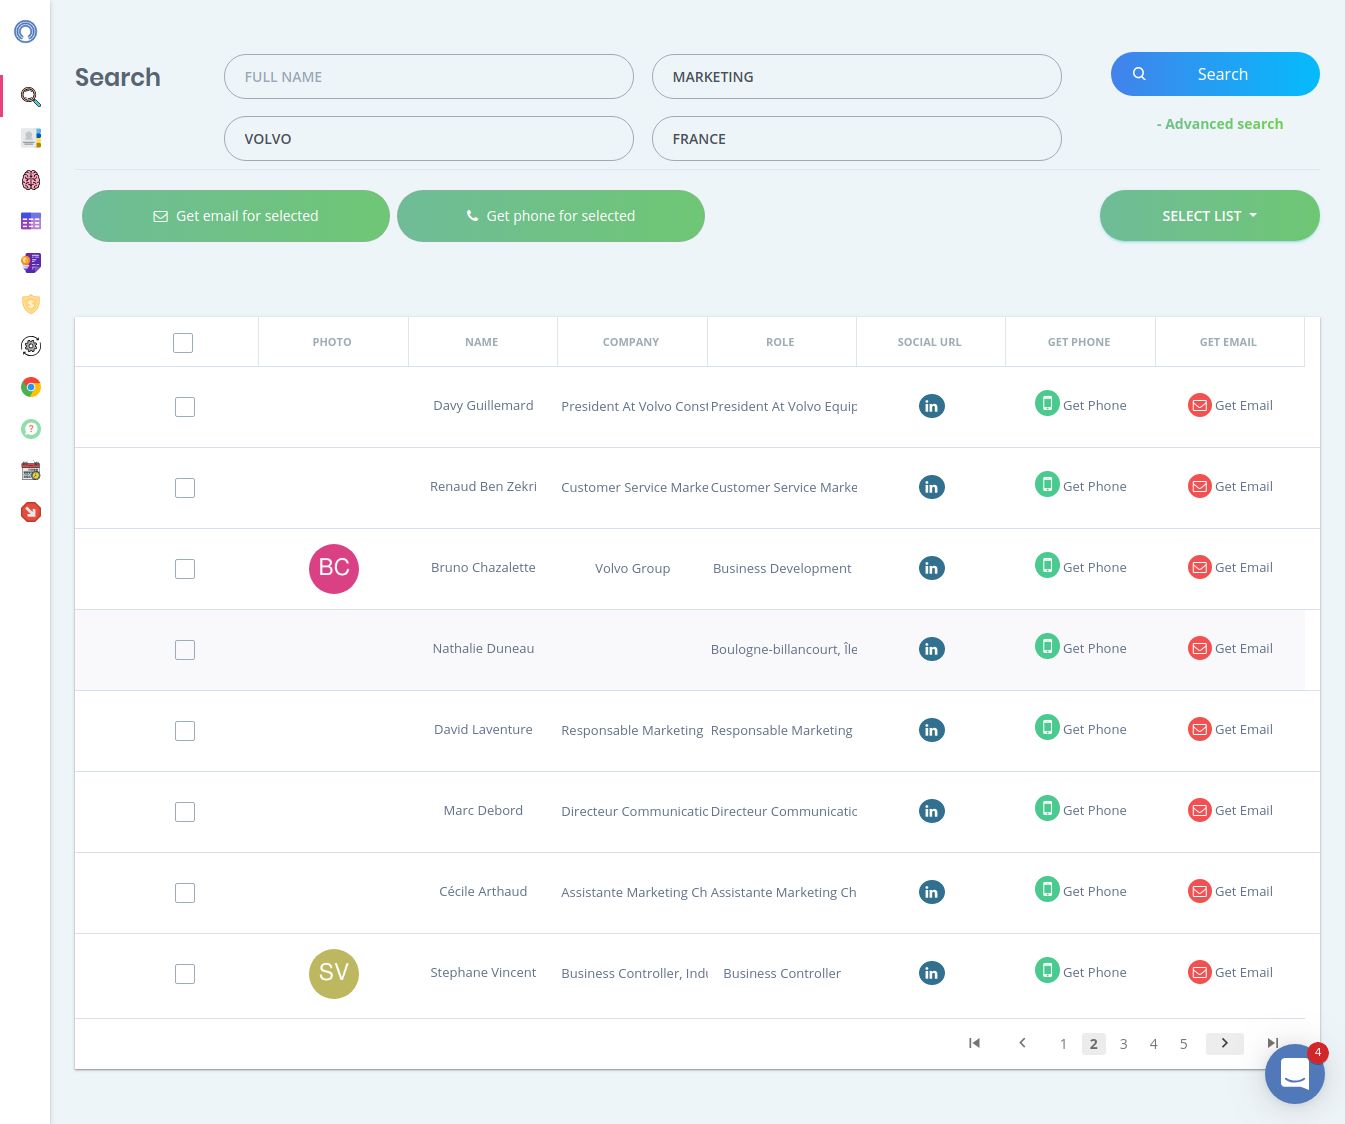 Search
FULL NAME
MARKETING
Search
VOLVO
FRANCE
- Advanced search
Get email for selected
Get phone for selected
SELECT LIST
PHOTO NAME COMPANY ROLE SOCIAL URL GET PHONE GET EMAIL
Davy Guillemard President At Volvo Const President At Volvo Equip in Get Phone Get Email
Renaud Ben Zekri Customer Service Marke Customer Service Marke in Get Phone Get Email
BC Bruno Chazalette Volvo Group Business Development in Get Phone Get Email
Nathalie Duneau Boulogne-billancourt, Île in Get Phone Get Email
David Laventure Responsable Marketing Responsable Marketing in Get Phone Get Email
Marc Debord Directeur Communicatic Directeur Communicatic in Get Phone Get Email
Cécile Arthaud Assistante Marketing Ch Assistante Marketing Ch in Get Phone Get Email
SV Stephane Vincent Business Controller, Indu Business Controller in Get Phone Get Email
1 2 3 4 5
4